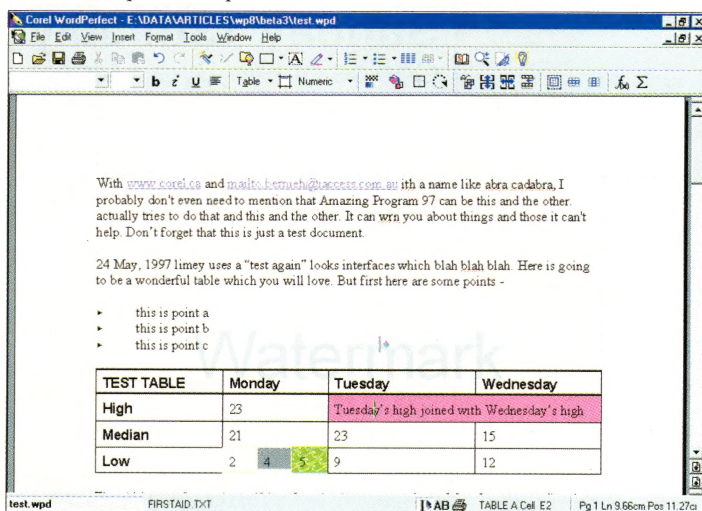 Corel WordPerfect - E:\DATA\ARTICLES\wp8\beta3\test.wpd
File Edit View Insert Format Tools Window Help
b i U Table Numeric
With www.corel.ca and ith a name like abra cadabra, I
probably don't even need to mention that Amazing Program 97 can be this and the other.
actually tries to do that and this and the other. It can wrn you about things and those it can't
help. Don't forget that this is just a test document.
24 May, 1997 limey uses a "test again" looks interfaces which blah blah blah. Here is going
to be a wonderful table which you will love. But first here are some points -
this is point a
this is point b
this is point c
Watermark
TEST TABLE Monday Tuesday Wednesday
High 23 Tuesday's high joined with Wednesday's high
Median 21 23 15
Low 2 4 5 9 12
test.wpd FIRSTAID.TXT AB TABLE A Cell E2 Pg 1 Ln 9.66cm Pos 11.27c